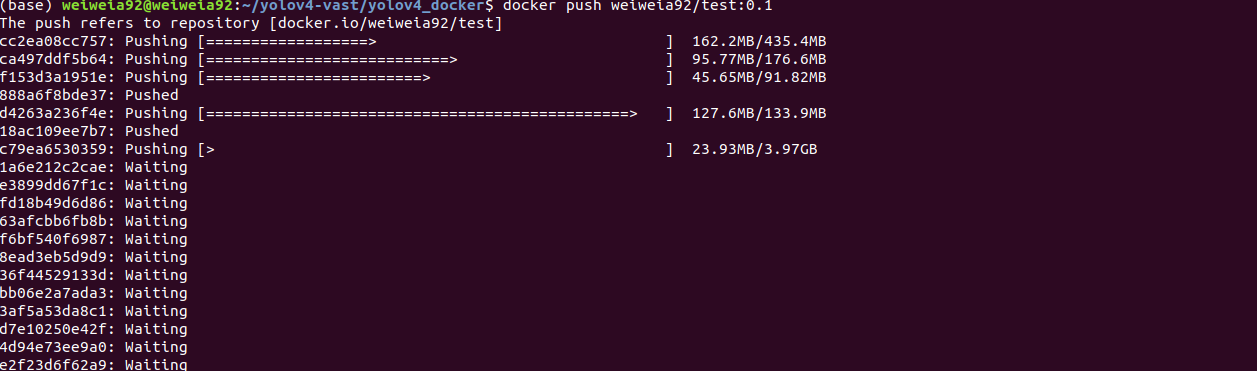 (base) weiweia92@weiweia92:~/yolov4-vast/yolov4_docker$ docker push weiweia92/test:0.1
The push refers to repository [docker.io/weiweia92/test]
cc2ea08cc757: Pushing [==================>                                ]  162.2MB/435.4MB
ca497ddf5b64: Pushing [===========================>                       ]  95.77MB/176.6MB
f153d3a1951e: Pushing [========================>                          ]  45.65MB/91.82MB
888a6f8bde37: Pushed
d4263a236f4e: Pushing [===============================================>   ]  127.6MB/133.9MB
18ac109ee7b7: Pushed
c79ea6530359: Pushing [>                                                  ]  23.93MB/3.97GB
1a6e212c2cae: Waiting
e3899dd67f1c: Waiting
fd18b49d6d86: Waiting
63afcbb6fb8b: Waiting
f6bf540f6987: Waiting
8ead3eb5d9d9: Waiting
36f44529133d: Waiting
bb06e2a7ada3: Waiting
3af5a53da8c1: Waiting
d7e10250e42f: Waiting
4d94e73ee9a0: Waiting
e2f23d6f62a9: Waiting